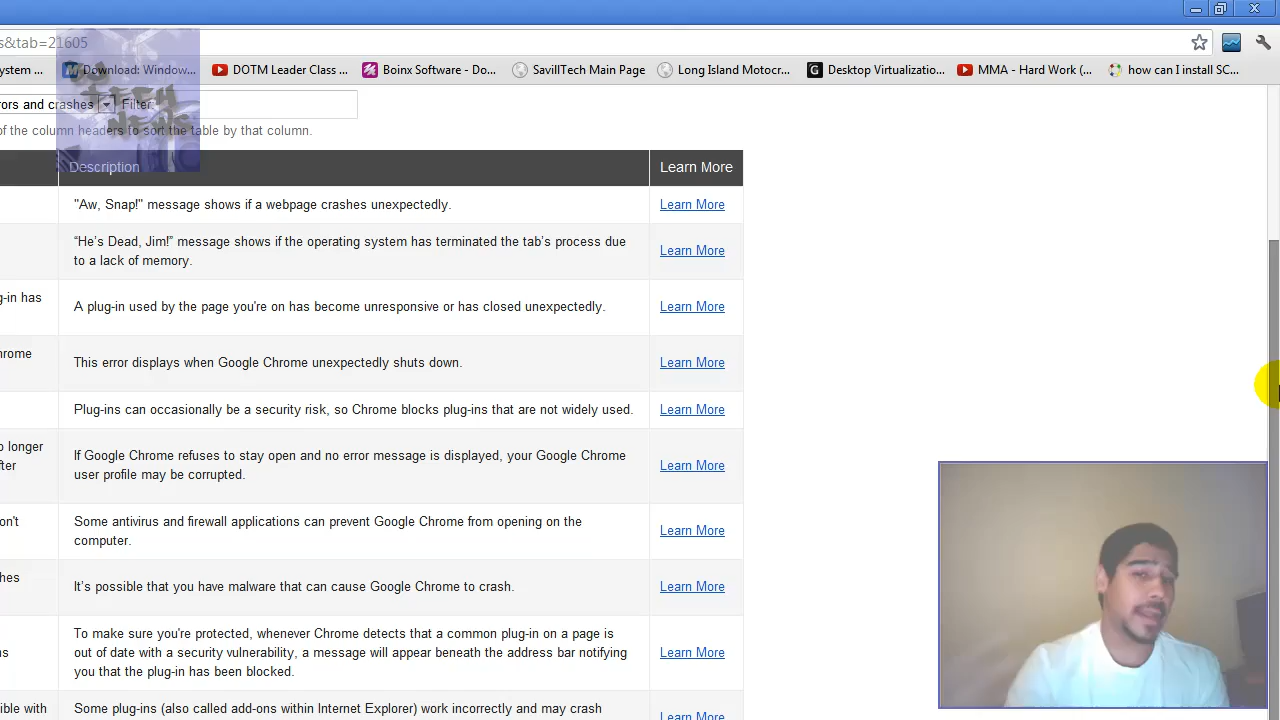 s&tab=21605
ystem ...
Download: Window...
DOTM Leader Class ...
Boinx Software - Do...
SavillTech Main Page
Long Island Motocr...
Desktop Virtualizatio...
MMA - Hard Work (...
how can I install SC...
rors and crashes
Filter
of the column headers to sort the table by that column.
Description
Learn More
"Aw, Snap!" message shows if a webpage crashes unexpectedly.
Learn More
“He’s Dead, Jim!” message shows if the operating system has terminated the tab’s process due
to a lack of memory.
Learn More
g-in has
A plug-in used by the page you're on has become unresponsive or has closed unexpectedly.
Learn More
hrome
This error displays when Google Chrome unexpectedly shuts down.
Learn More
Plug-ins can occasionally be a security risk, so Chrome blocks plug-ins that are not widely used.
Learn More
o longer
fter
If Google Chrome refuses to stay open and no error message is displayed, your Google Chrome
user profile may be corrupted.
Learn More
on't
Some antivirus and firewall applications can prevent Google Chrome from opening on the
computer.
Learn More
hes
It’s possible that you have malware that can cause Google Chrome to crash.
Learn More
ns
To make sure you're protected, whenever Chrome detects that a common plug-in on a page is
out of date with a security vulnerability, a message will appear beneath the address bar notifying
you that the plug-in has been blocked.
Learn More
ible with
Some plug-ins (also called add-ons within Internet Explorer) work incorrectly and may crash
Learn More
TECH
NEWS